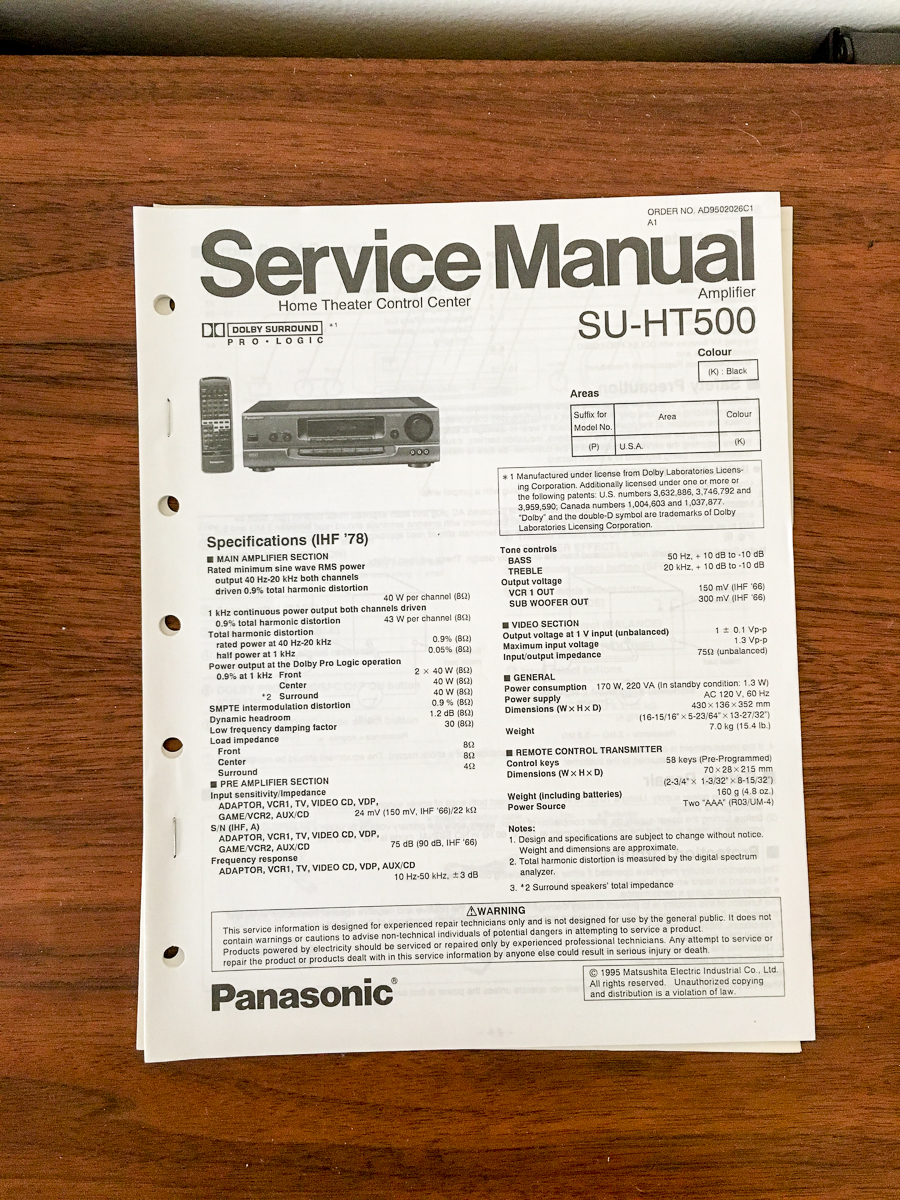 ORDER NO. AD9502026C1
A1
Service Manual
Home Theater Control Center
Amplifier
DOLBY SURROUND *1
PRO • LOGIC
SU-HT500
Colour
(K) : Black
Areas
Suffix for Model No. Area Colour
(P) U.S.A. (K)
*1 Manufactured under license from Dolby Laboratories Licens-
ing Corporation. Additionally licensed under one or more or
the following patents: U.S. numbers 3,632,886, 3,746,792 and
3,959,590; Canada numbers 1,004,603 and 1,037,877.
"Dolby" and the double-D symbol are trademarks of Dolby
Laboratories Licensing Corporation.
Specifications (IHF '78)
■ MAIN AMPLIFIER SECTION
Rated minimum sine wave RMS power
output 40 Hz-20 kHz both channels
driven 0.9% total harmonic distortion
40 W per channel (8Ω)
1 kHz continuous power output both channels driven
0.9% total harmonic distortion 43 W per channel (8Ω)
Total harmonic distortion
rated power at 40 Hz-20 kHz 0.9% (8Ω)
half power at 1 kHz 0.05% (8Ω)
Power output at the Dolby Pro Logic operation
0.9% at 1 kHz Front 2 × 40 W (8Ω)
Center 40 W (8Ω)
*2 Surround 40 W (8Ω)
SMPTE intermodulation distortion 0.9 % (8Ω)
Dynamic headroom 1.2 dB (8Ω)
Low frequency damping factor 30 (8Ω)
Load impedance
Front 8Ω
Center 8Ω
Surround 4Ω
■ PRE AMPLIFIER SECTION
Input sensitivity/Impedance
ADAPTOR, VCR1, TV, VIDEO CD, VDP,
GAME/VCR2, AUX/CD 24 mV (150 mV, IHF '66)/22 kΩ
S/N (IHF, A)
ADAPTOR, VCR1, TV, VIDEO CD, VDP,
GAME/VCR2, AUX/CD 75 dB (90 dB, IHF '66)
Frequency response
ADAPTOR, VCR1, TV, VIDEO CD, VDP, AUX/CD
10 Hz-50 kHz, ±3 dB
Tone controls
BASS 50 Hz, + 10 dB to -10 dB
TREBLE 20 kHz, + 10 dB to -10 dB
Output voltage
VCR 1 OUT 150 mV (IHF '66)
SUB WOOFER OUT 300 mV (IHF '66)
■ VIDEO SECTION
Output voltage at 1 V input (unbalanced) 1 ± 0.1 Vp-p
Maximum input voltage 1.3 Vp-p
Input/output impedance 75Ω (unbalanced)
■ GENERAL
Power consumption 170 W, 220 VA (In standby condition: 1.3 W)
Power supply AC 120 V, 60 Hz
Dimensions (W×H×D) 430×136×352 mm
(16-15/16"×5-23/64"×13-27/32")
Weight 7.0 kg (15.4 lb.)
■ REMOTE CONTROL TRANSMITTER
Control keys 58 keys (Pre-Programmed)
Dimensions (W×H×D) 70×28×215 mm
(2-3/4"× 1-3/32"× 8-15/32")
Weight (including batteries) 160 g (4.8 oz.)
Power Source Two "AAA" (R03/UM-4)
Notes:
1. Design and specifications are subject to change without notice.
Weight and dimensions are approximate.
2. Total harmonic distortion is measured by the digital spectrum
analyzer.
3. *2 Surround speakers' total impedance
⚠WARNING
This service information is designed for experienced repair technicians only and is not designed for use by the general public. It does not
contain warnings or cautions to advise non-technical individuals of potential dangers in attempting to service a product.
Products powered by electricity should be serviced or repaired only by experienced professional technicians. Any attempt to service or
repair the product or products dealt with in this service information by anyone else could result in serious injury or death.
Panasonic®
© 1995 Matsushita Electric Industrial Co., Ltd.
All rights reserved. Unauthorized copying
and distribution is a violation of law.